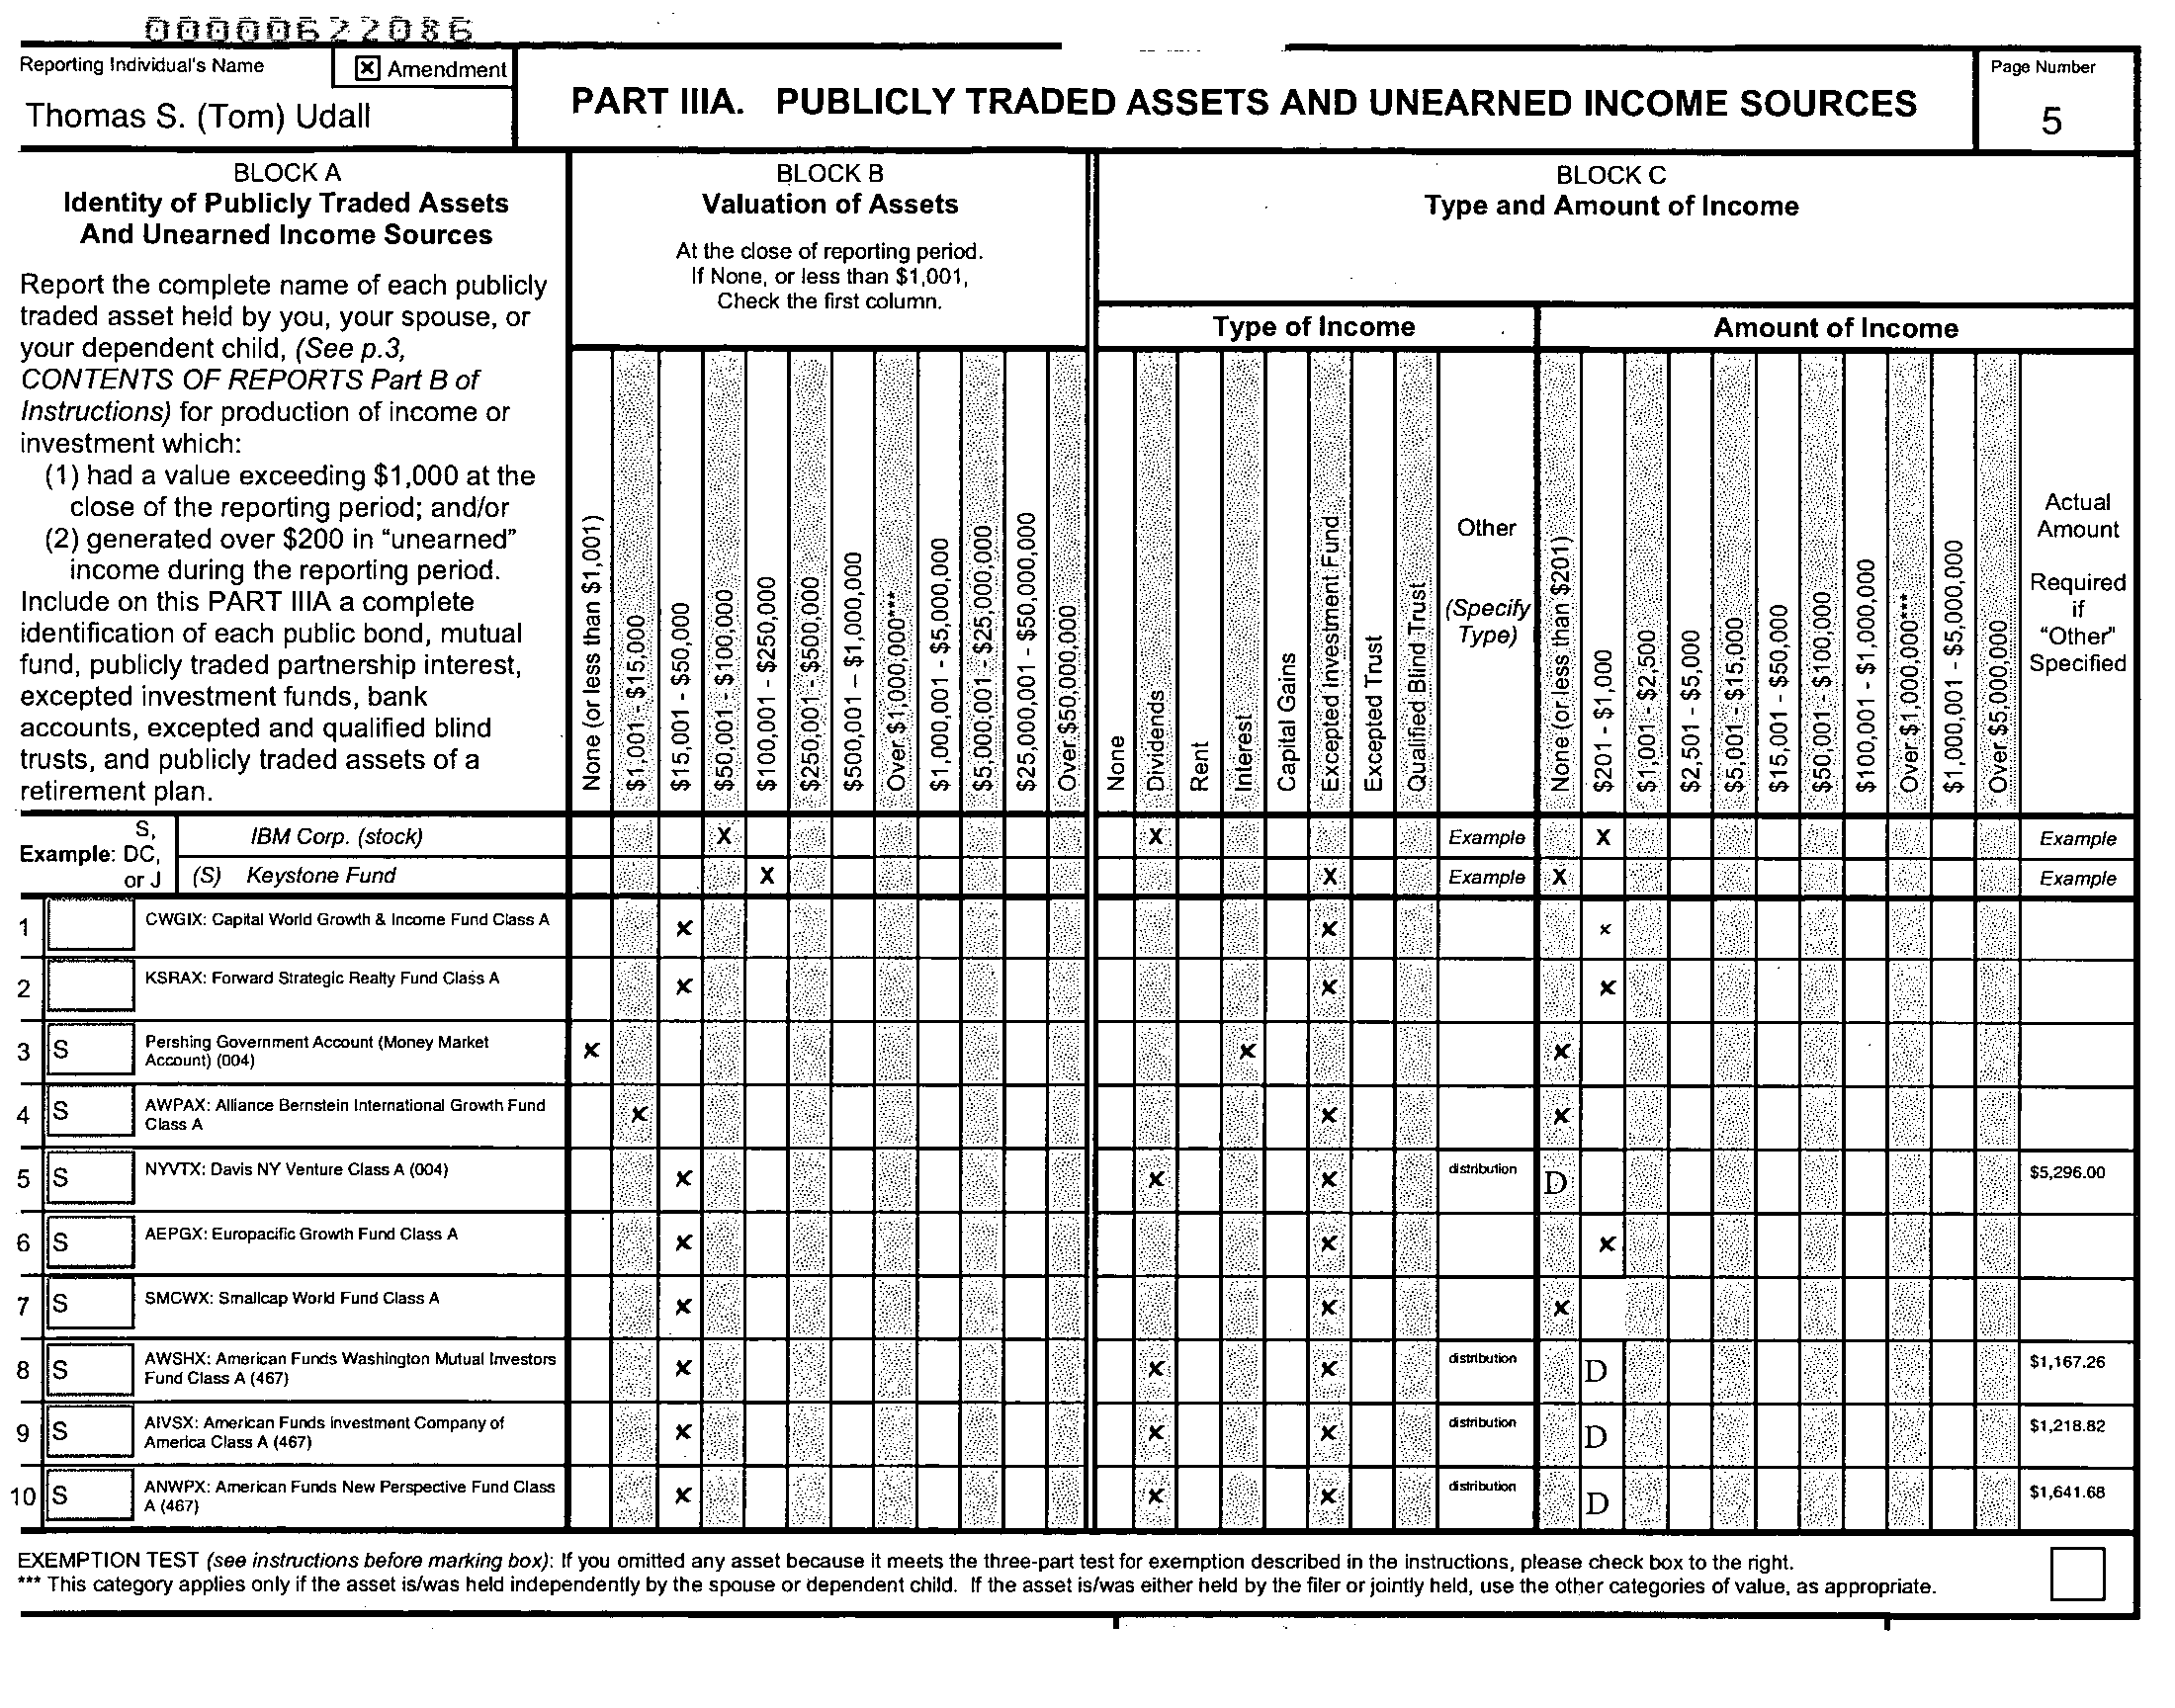 00000622086
Reporting Individual's Name
X Amendment
Thomas S. (Tom) Udall
PART IIIA. PUBLICLY TRADED ASSETS AND UNEARNED INCOME SOURCES
Page Number
5
BLOCK A
Identity of Publicly Traded Assets
And Unearned Income Sources
Report the complete name of each publicly
traded asset held by you, your spouse, or
your dependent child, (See p.3,
CONTENTS OF REPORTS Part B of
Instructions) for production of income or
investment which:
(1) had a value exceeding $1,000 at the
close of the reporting period; and/or
(2) generated over $200 in "unearned"
income during the reporting period.
Include on this PART IIIA a complete
identification of each public bond, mutual
fund, publicly traded partnership interest,
excepted investment funds, bank
accounts, excepted and qualified blind
trusts, and publicly traded assets of a
retirement plan.
BLOCK B
Valuation of Assets
At the close of reporting period.
If None, or less than $1,001,
Check the first column.
None (or less than $1,001)
$1,001 - $15,000
$15,001 - $50,000
$50,001 - $100,000
$100,001 - $250,000
$250,001 - $500,000
$500,001 – $1,000,000
Over $1,000,000***
$1,000,001 - $5,000,000
$5,000,001 - $25,000,000
$25,000,001 - $50,000,000
Over $50,000,000
BLOCK C
Type and Amount of Income
Type of Income
None
Dividends
Rent
Interest
Capital Gains
Excepted Investment Fund
Excepted Trust
Qualified Blind Trust
Other
(Specify
Type)
Amount of Income
None (or less than $201)
$201 - $1,000
$1,001 - $2,500
$2,501 - $5,000
$5,001 - $15,000
$15,001 - $50,000
$50,001 - $100,000
$100,001 - $1,000,000
Over $1,000,000***
$1,000,001 - $5,000,000
Over $5,000,000
Actual
Amount
Required
if
"Other"
Specified
Example: S, DC, or J
IBM Corp. (stock) X X Example X Example
(S) Keystone Fund X X Example X Example
1 CWGIX: Capital World Growth & Income Fund Class A x x x
2 KSRAX: Forward Strategic Realty Fund Class A x x x
3 S Pershing Government Account (Money Market
Account) (004) x x x
4 S AWPAX: Alliance Bernstein International Growth Fund
Class A x x x
5 S NYVTX: Davis NY Venture Class A (004) x x x distribution D $5,296.00
6 S AEPGX: Europacific Growth Fund Class A x x x
7 S SMCWX: Smallcap World Fund Class A x x x
8 S AWSHX: American Funds Washington Mutual Investors
Fund Class A (467) x x x distribution D $1,167.26
9 S AIVSX: American Funds Investment Company of
America Class A (467) x x x distribution D $1,218.82
10 S ANWPX: American Funds New Perspective Fund Class
A (467) x x x distribution D $1,641.68
EXEMPTION TEST (see instructions before marking box): If you omitted any asset because it meets the three-part test for exemption described in the instructions, please check box to the right.
*** This category applies only if the asset is/was held independently by the spouse or dependent child. If the asset is/was either held by the filer or jointly held, use the other categories of value, as appropriate.